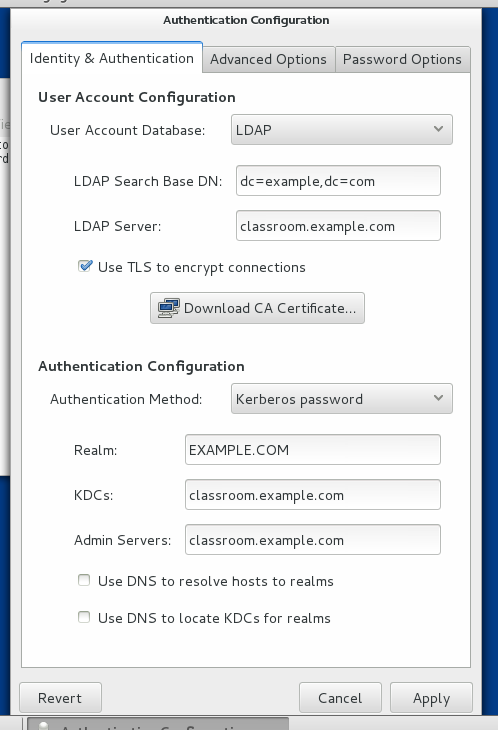 Authentication Configuration
Identity & Authentication
Advanced Options
Password Options
User Account Configuration
User Account Database: LDAP
LDAP Search Base DN: dc=example,dc=com
LDAP Server: classroom.example.com
Use TLS to encrypt connections
Download CA Certificate...
Authentication Configuration
Authentication Method: Kerberos password
Realm: EXAMPLE.COM
KDCs: classroom.example.com
Admin Servers: classroom.example.com
Use DNS to resolve hosts to realms
Use DNS to locate KDCs for realms
Revert
Cancel
Apply